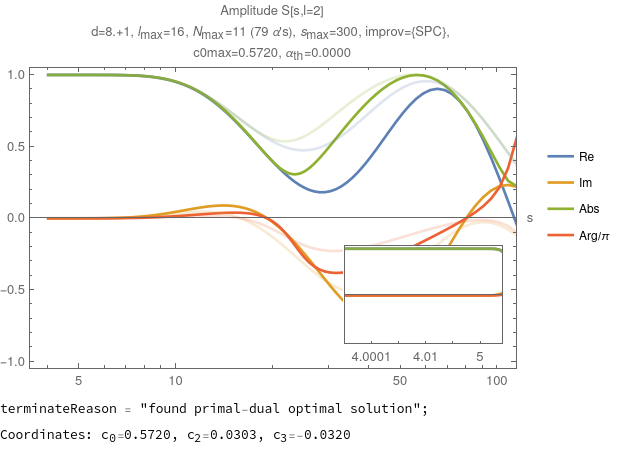 Amplitude S[s,l=2]
d=8.+1, lmax=16, Nmax=11 (79 α's), smax=300, improv={SPC},
c0max=0.5720, αth=0.0000
1.0
0.5
0.0
−0.5
−1.0
s
5
10
50
100
4.0001
4.01
5
Re
Im
Abs
Arg/π
terminateReason = "found primal-dual optimal solution";
Coordinates: c0=0.5720, c2=0.0303, c3=-0.0320